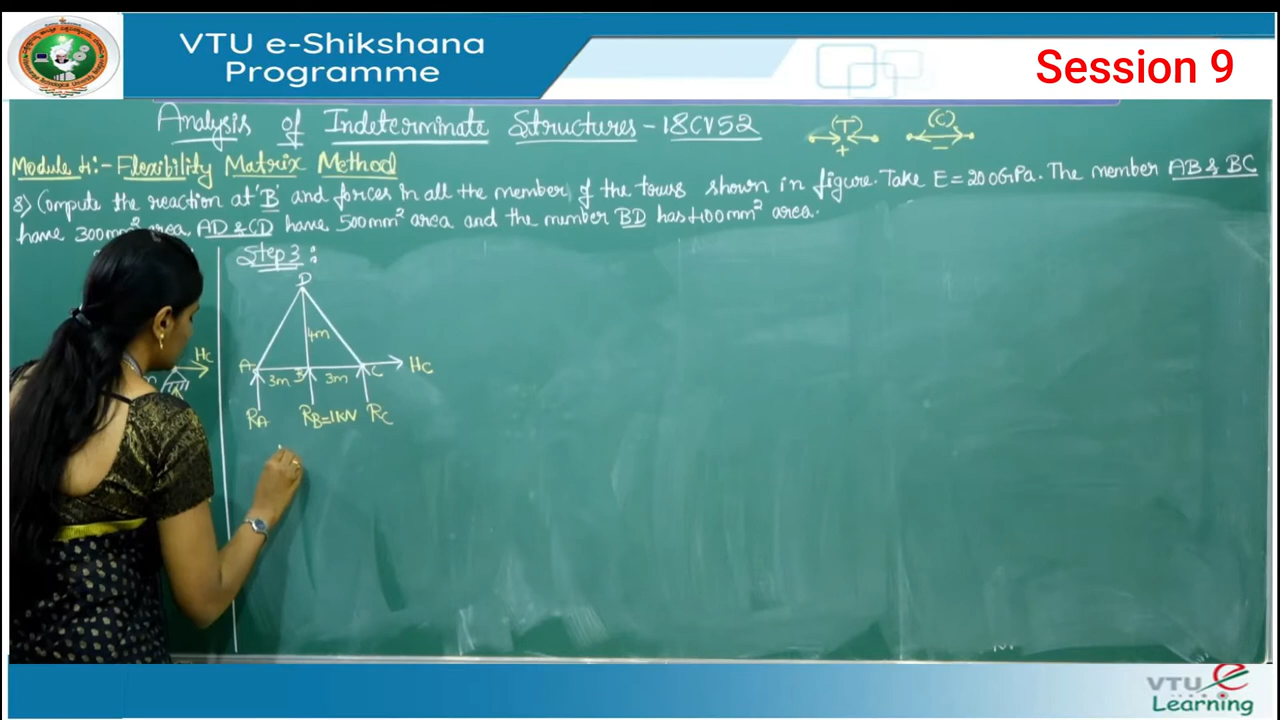 VTU e-Shikshana
Programme
Session 9
Analysis of Indeterminate Structures - 18CV52
(T)
(C)
+
-
Module 4:- Flexibility Matrix Method
8) Compute the reaction at 'B' and forces in all the member of the truss shown in figure. Take E = 200GPa. The member AB & BC
have 300mm² area, AD & CD have 500mm² area and the member BD has 400mm² area.
Step 3 :
D
4m
A
B
C
HC
3m
3m
RA
RB=1KN
RC
HC
VTU e
Learning